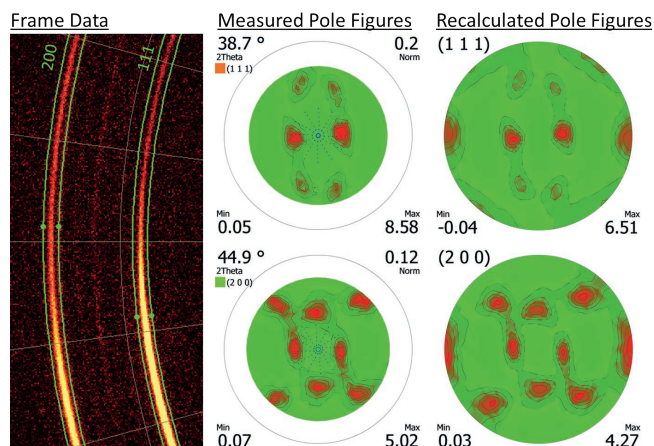 Frame Data
Measured Pole Figures
Recalculated Pole Figures
200
111
38.7 °
0.2
2Theta
Norm
(1 1 1)
Min
Max
0.05
8.58
(1 1 1)
Min
Max
-0.04
6.51
44.9 °
0.12
2Theta
Norm
(2 0 0)
Min
Max
0.07
5.02
(2 0 0)
Min
Max
0.03
4.27